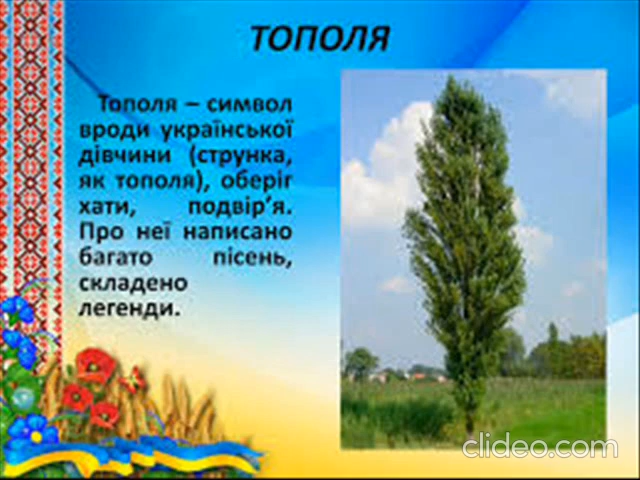 ТОПОЛЯ
Тополя – символ
вроди української
дівчини (струнка,
як тополя), оберіг
хати, подвір’я.
Про неї написано
багато пісень,
складено
легенди.
clideo.com